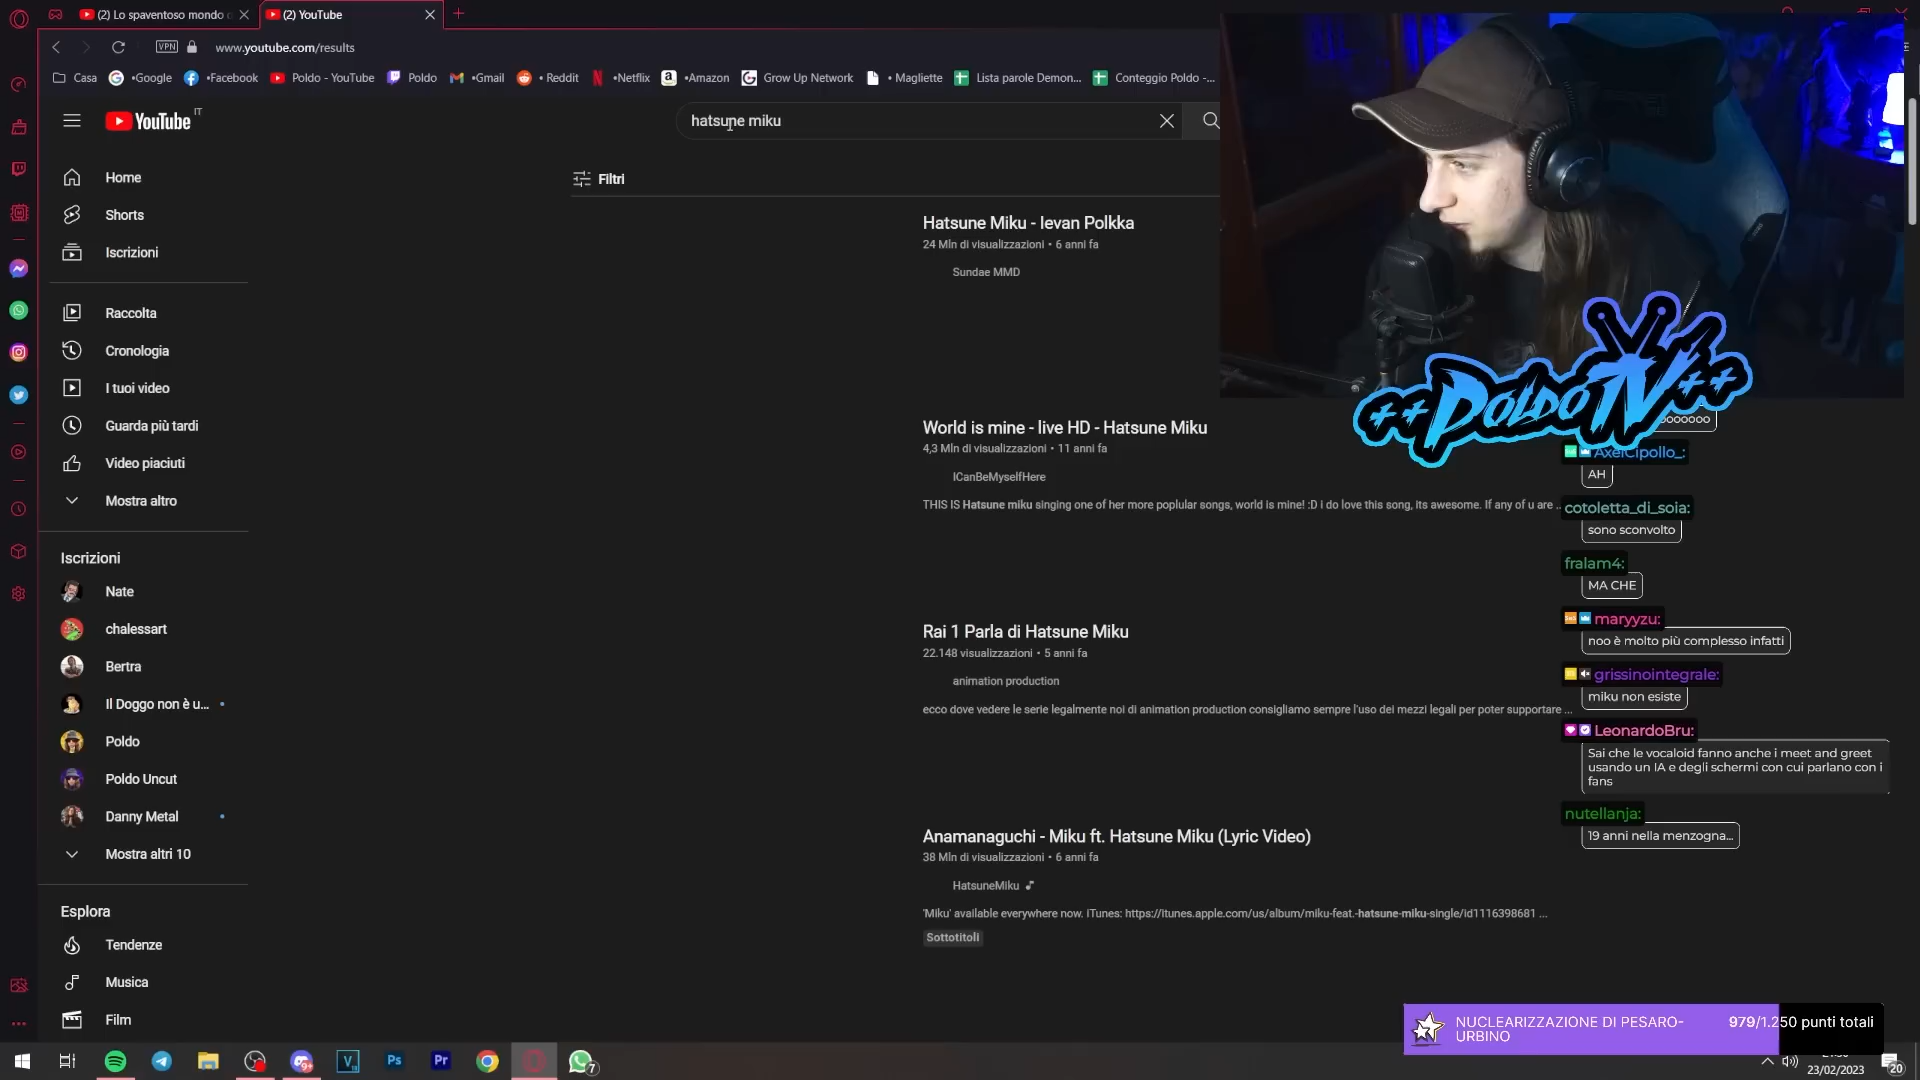 (2) Lo spaventoso mondo d
(2) YouTube
VPN
www.youtube.com/results
Casa
•Google
•Facebook
Poldo - YouTube
Poldo
•Gmail
• Reddit
•Netflix
•Amazon
Grow Up Network
• Magliette
Lista parole Demon...
Conteggio Poldo -...
YouTube
IT
hatsune miku
Home
Shorts
Iscrizioni
Raccolta
Cronologia
I tuoi video
Guarda più tardi
Video piaciuti
Mostra altro
Iscrizioni
Nate
chalessart
Bertra
Il Doggo non è u...
Poldo
Poldo Uncut
Danny Metal
Mostra altri 10
Esplora
Tendenze
Musica
Film
Filtri
Hatsune Miku - Ievan Polkka
24 Mln di visualizzazioni • 6 anni fa
Sundae MMD
World is mine - live HD - Hatsune Miku
4,3 Mln di visualizzazioni • 11 anni fa
ICanBeMyselfHere
THIS IS Hatsune miku singing one of her more poplular songs, world is mine! :D i do love this song, its awesome. If any of u are ...
Rai 1 Parla di Hatsune Miku
22.148 visualizzazioni • 5 anni fa
animation production
ecco dove vedere le serie legalmente noi di animation production consigliamo sempre l'uso dei mezzi legali per poter supportare ...
Anamanaguchi - Miku ft. Hatsune Miku (Lyric Video)
38 Mln di visualizzazioni • 6 anni fa
HatsuneMiku
'Miku' available everywhere now. iTunes: https://itunes.apple.com/us/album/miku-feat.-hatsune-miku-single/id1116398681 ...
Sottotitoli
++POLDOTV++
AxelCipollo_:
AH
cotoletta_di_soia:
sono sconvolto
fralam4:
MA CHE
maryyzu:
noo è molto più complesso infatti
grissinointegrale:
miku non esiste
LeonardoBru:
Sai che le vocaloid fanno anche i meet and greet
usando un IA e degli schermi con cui parlano con i
fans
nutellanja:
19 anni nella menzogna...
NUCLEARIZZAZIONE DI PESARO-
URBINO
979/1.250 punti totali
V
Ps
Pr
9+
7
23/02/2023
20